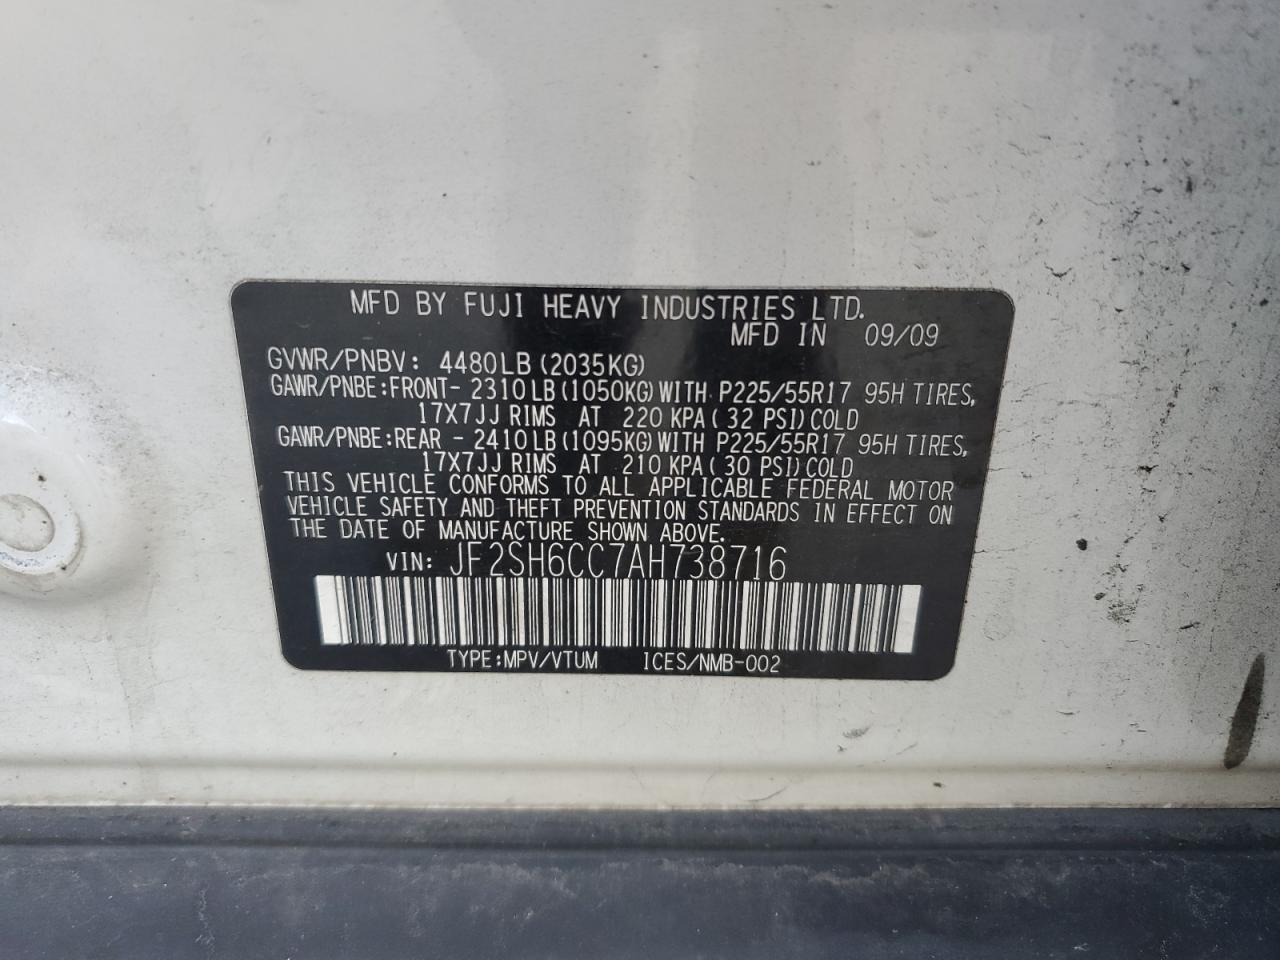 MFD BY FUJI HEAVY INDUSTRIES LTD.
MFD IN 09/09
GVWR/PNBV: 4480LB (2035KG)
GAWR/PNBE:FRONT- 2310LB(1050KG)WITH P225/55R17 95H TIRES,
17X7JJ RIMS AT 220 KPA( 32 PSI)COLD
GAWR/PNBE:REAR - 2410LB(1095KG)WITH P225/55R17 95H TIRES,
17X7JJ RIMS AT 210 KPA( 30 PSI)COLD
THIS VEHICLE CONFORMS TO ALL APPLICABLE FEDERAL MOTOR
VEHICLE SAFETY AND THEFT PREVENTION STANDARDS IN EFFECT ON
THE DATE OF MANUFACTURE SHOWN ABOVE.
VIN: JF2SH6CC7AH738716
TYPE:MPV/VTUM ICES/NMB-002